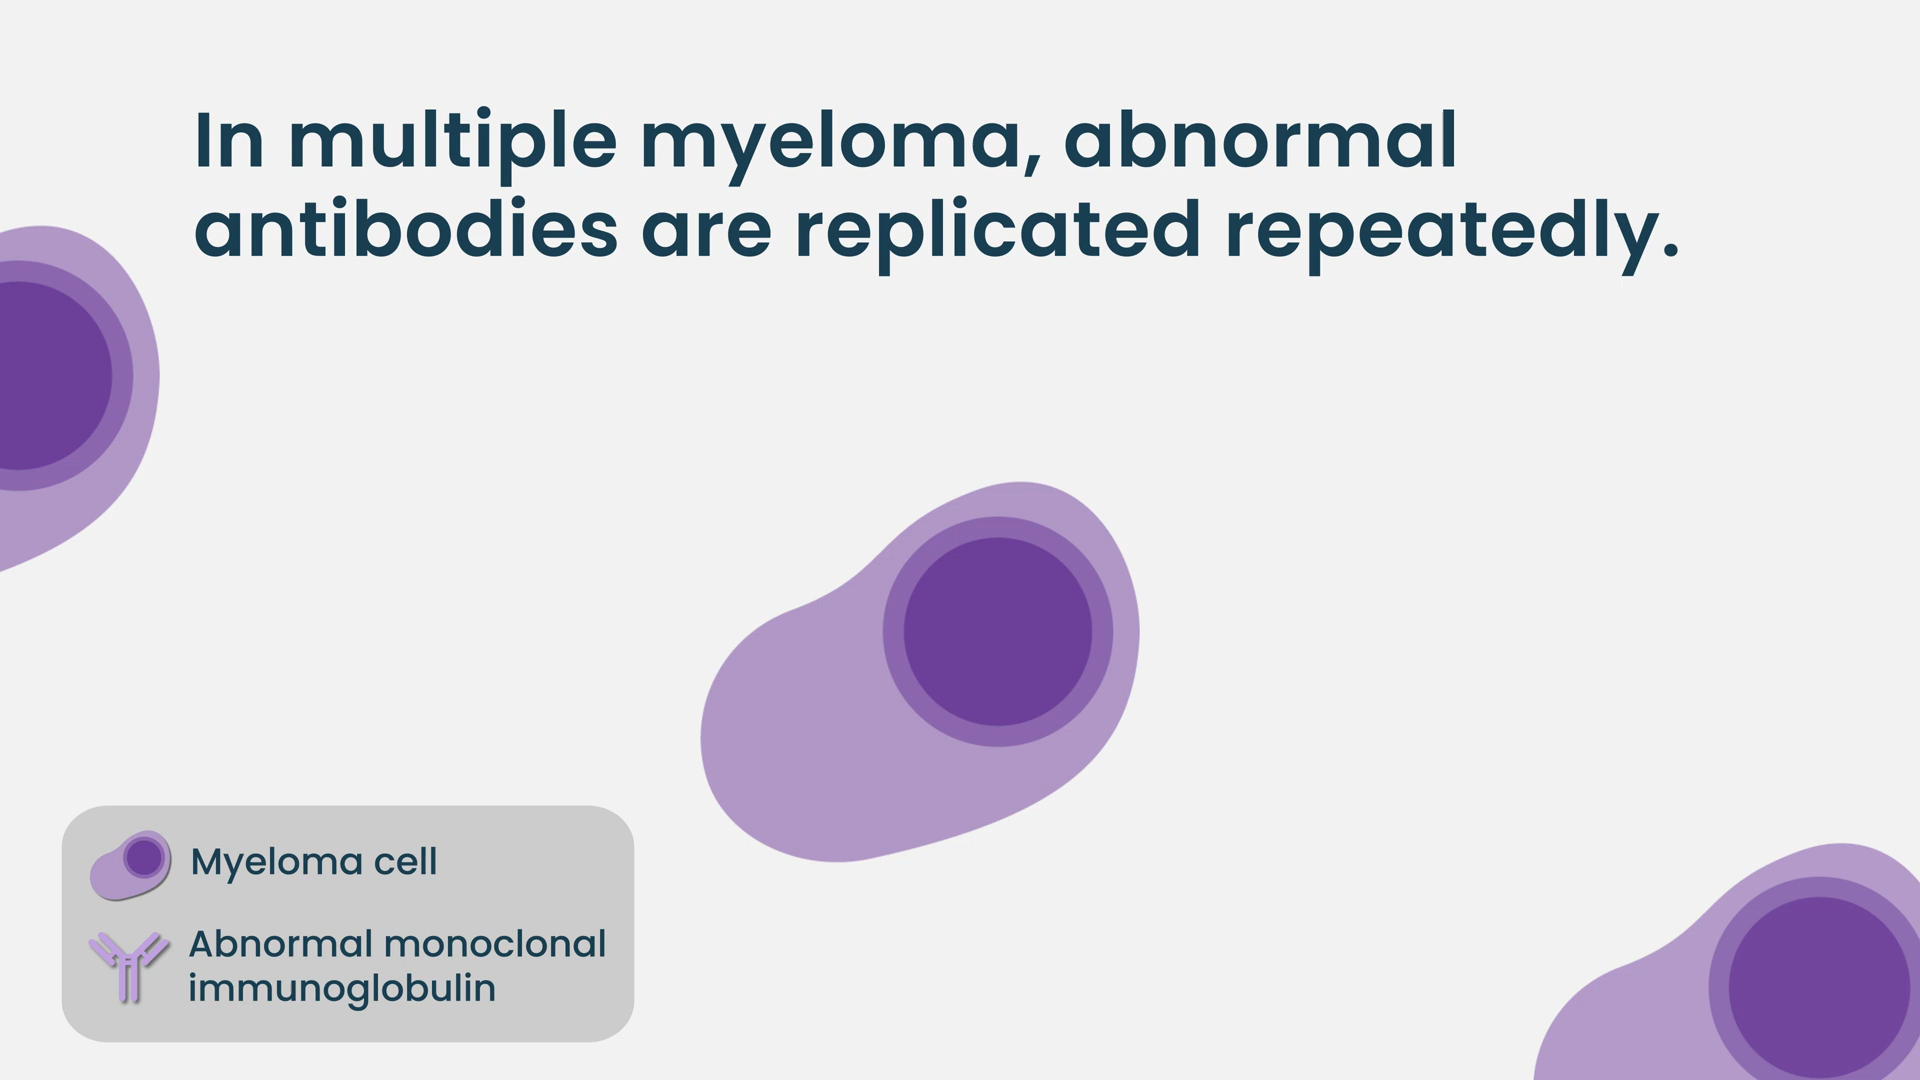 In multiple myeloma, abnormal
antibodies are replicated repeatedly.
Myeloma cell
Abnormal monoclonal
immunoglobulin